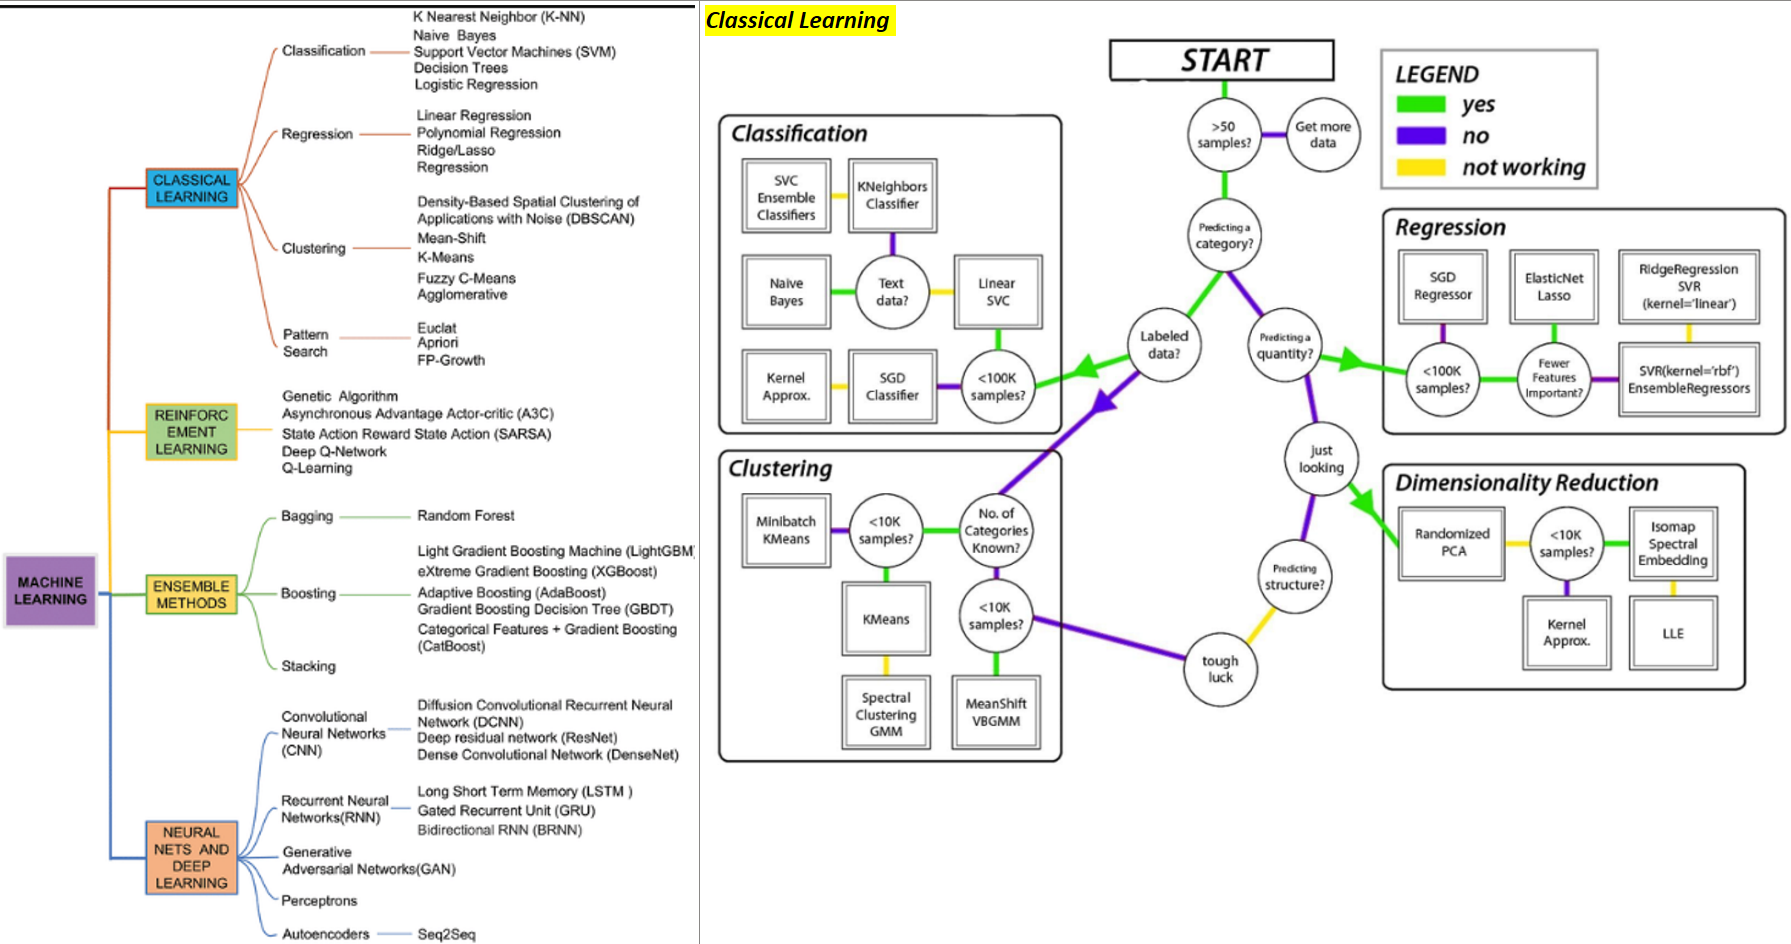 K Nearest Neighbor (K-NN)
Naive Bayes
Classification
Support Vector Machines (SVM)
Decision Trees
Logistic Regression
Linear Regression
Regression
Polynomial Regression
Ridge/Lasso
Regression
CLASSICAL
LEARNING
Density-Based Spatial Clustering of
Applications with Noise (DBSCAN)
Mean-Shift
Clustering
K-Means
Fuzzy C-Means
Agglomerative
Pattern
Search
Euclat
Apriori
FP-Growth
REINFORC
EMENT
LEARNING
Genetic Algorithm
Asynchronous Advantage Actor-critic (A3C)
State Action Reward State Action (SARSA)
Deep Q-Network
Q-Learning
Bagging
Random Forest
MACHINE
LEARNING
ENSEMBLE
METHODS
Light Gradient Boosting Machine (LightGBM)
eXtreme Gradient Boosting (XGBoost)
Boosting
Adaptive Boosting (AdaBoost)
Gradient Boosting Decision Tree (GBDT)
Categorical Features + Gradient Boosting
(CatBoost)
Stacking
Convolutional
Neural Networks
(CNN)
Diffusion Convolutional Recurrent Neural
Network (DCNN)
Deep residual network (ResNet)
Dense Convolutional Network (DenseNet)
Recurrent Neural
Networks(RNN)
Long Short Term Memory (LSTM )
Gated Recurrent Unit (GRU)
Bidirectional RNN (BRNN)
NEURAL
NETS AND
DEEP
LEARNING
Generative
Adversarial Networks(GAN)
Perceptrons
Autoencoders
Seq2Seq
Classical Learning
START
LEGEND
yes
no
not working
>50
samples?
Get more
data
Predicting a
category?
Labeled
data?
Predicting a
quantity?
Just
looking
Predicting
structure?
tough
luck
Classification
SVC
Ensemble
Classifiers
KNeighbors
Classifier
Naive
Bayes
Text
data?
Linear
SVC
Kernel
Approx.
SGD
Classifier
<100K
samples?
Clustering
Minibatch
KMeans
<10K
samples?
No. of
Categories
Known?
KMeans
<10K
samples?
Spectral
Clustering
GMM
MeanShift
VBGMM
Regression
SGD
Regressor
ElasticNet
Lasso
RidgeRegression
SVR
(kernel='linear')
<100K
samples?
Fewer
Features
Important?
SVR(kernel='rbf')
EnsembleRegressors
Dimensionality Reduction
Randomized
PCA
<10K
samples?
Isomap
Spectral
Embedding
Kernel
Approx.
LLE